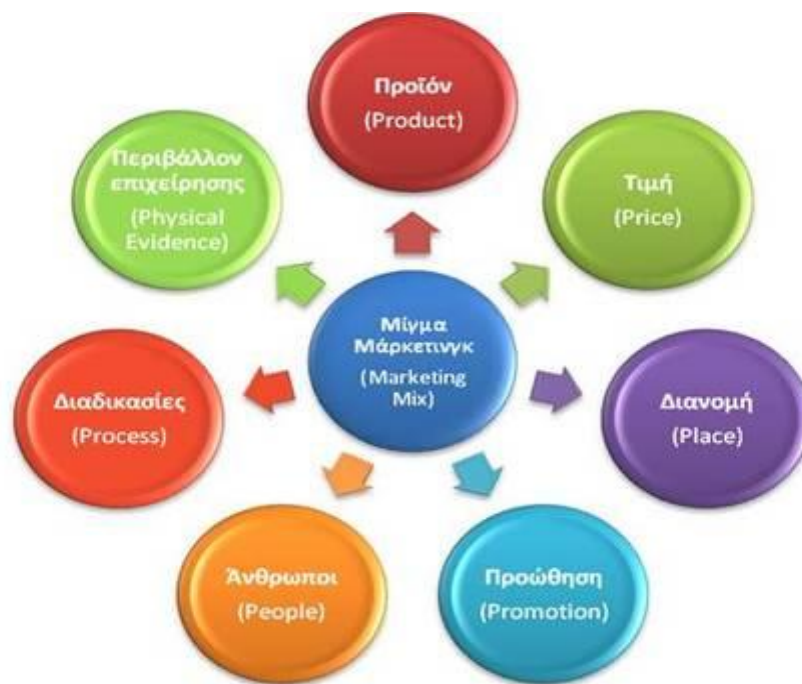 Προϊόν
(Product)
Περιβάλλον
επιχείρησης
(Physical
Evidence)
Τιμή
(Price)
Μίγμα
Μάρκετινγκ
(Marketing
Mix)
Διαδικασίες
(Process)
Διανομή
(Place)
Άνθρωποι
(People)
Προώθηση
(Promotion)